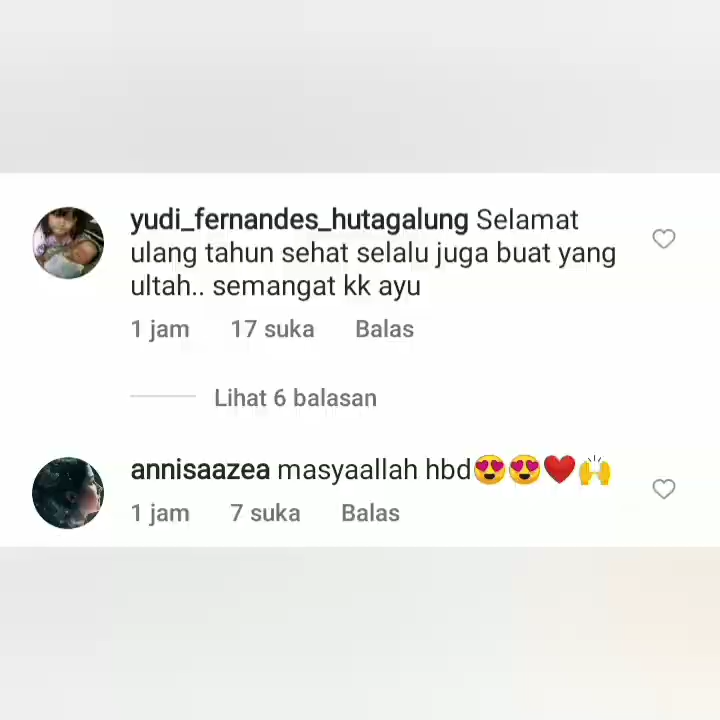 yudi_fernandes_hutagalung Selamat
ulang tahun sehat selalu juga buat yang
ultah.. semangat kk ayu
1 jam 17 suka Balas
Lihat 6 balasan
annisaazea masyaallah hbd😍😍❤️🙌
1 jam 7 suka Balas